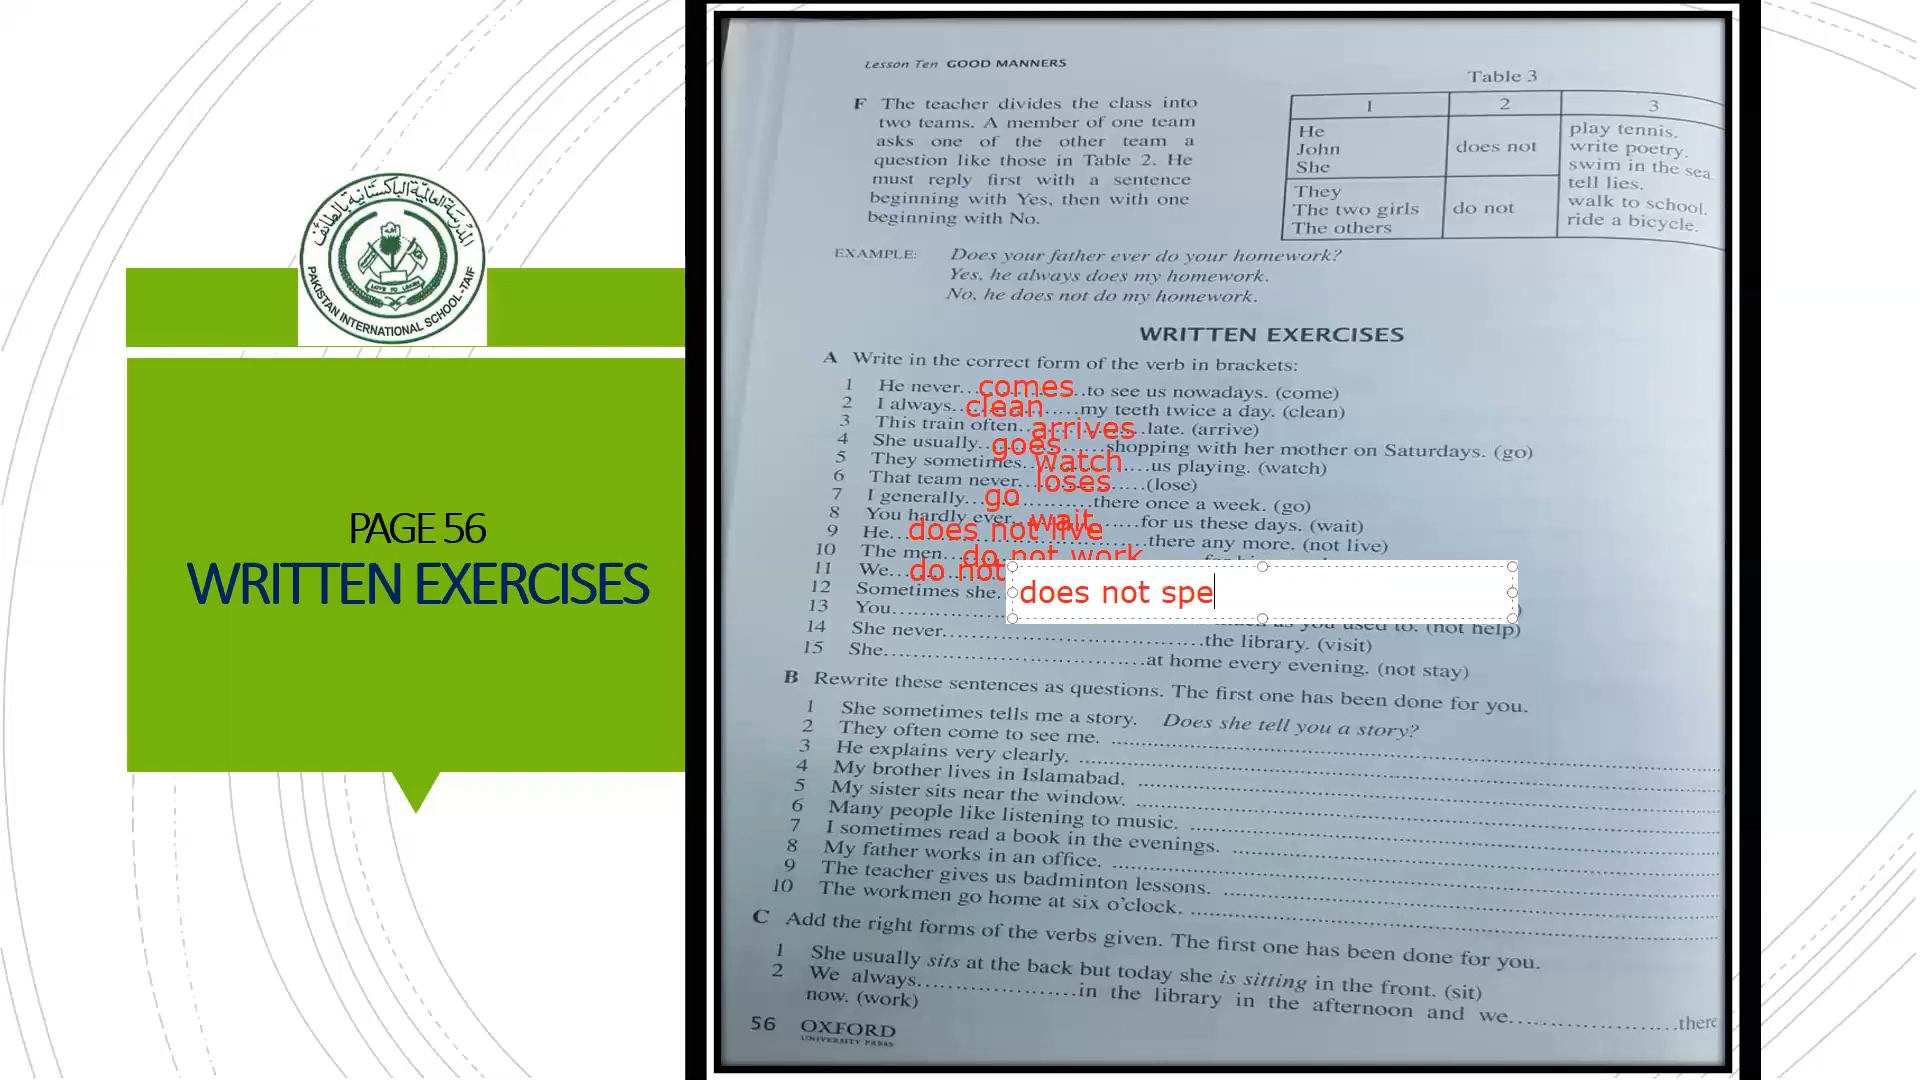 المدرسة العالمية الباكستانية بالطائف
LOVE TO LEARN
PAKISTAN INTERNATIONAL SCHOOL-TAIF
PAGE 56
WRITTEN EXERCISES
Lesson Ten GOOD MANNERS
F The teacher divides the class into
two teams. A member of one team
asks one of the other team a
question like those in Table 2. He
must reply first with a sentence
beginning with Yes, then with one
beginning with No.
Table 3
1 2 3
He
John
She
does not
They
The two girls
The others
do not
play tennis.
write poetry.
swim in the sea.
tell lies.
walk to school.
ride a bicycle.
EXAMPLE: Does your father ever do your homework?
Yes, he always does my homework.
No, he does not do my homework.
WRITTEN EXERCISES
A Write in the correct form of the verb in brackets:
1 He never... comes ...to see us nowadays. (come)
2 I always... clean ...my teeth twice a day. (clean)
3 This train often... arrives ...late. (arrive)
4 She usually... goes ...shopping with her mother on Saturdays. (go)
5 They sometimes... watch ...us playing. (watch)
6 That team never... loses ...(lose)
7 I generally... go ...there once a week. (go)
8 You hardly ever... wait ...for us these days. (wait)
9 He... does not live ...there any more. (not live)
10 The men... do not work
11 We... do not
12 Sometimes she... does not spe
13 You... as you used to. (not help)
14 She never...the library. (visit)
15 She...at home every evening. (not stay)
B Rewrite these sentences as questions. The first one has been done for you.
1 She sometimes tells me a story. Does she tell you a story?
2 They often come to see me. ...
3 He explains very clearly. ...
4 My brother lives in Islamabad. ...
5 My sister sits near the window. ...
6 Many people like listening to music. ...
7 I sometimes read a book in the evenings. ...
8 My father works in an office. ...
9 The teacher gives us badminton lessons. ...
10 The workmen go home at six o'clock. ...
C Add the right forms of the verbs given. The first one has been done for you.
1 She usually sits at the back but today she is sitting in the front. (sit)
2 We always...in the library in the afternoon and we...there
now. (work)
56 OXFORD
UNIVERSITY PRESS